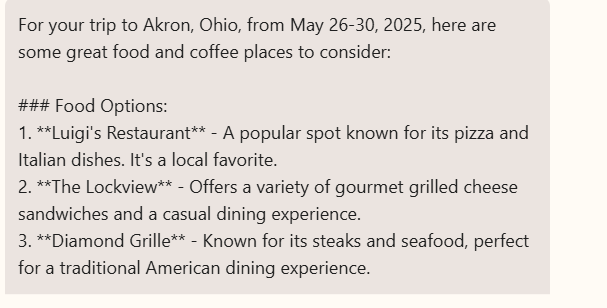 For your trip to Akron, Ohio, from May 26-30, 2025, here are
some great food and coffee places to consider:

### Food Options:
1. **Luigi's Restaurant** - A popular spot known for its pizza and
Italian dishes. It's a local favorite.
2. **The Lockview** - Offers a variety of gourmet grilled cheese
sandwiches and a casual dining experience.
3. **Diamond Grille** - Known for its steaks and seafood, perfect
for a traditional American dining experience.